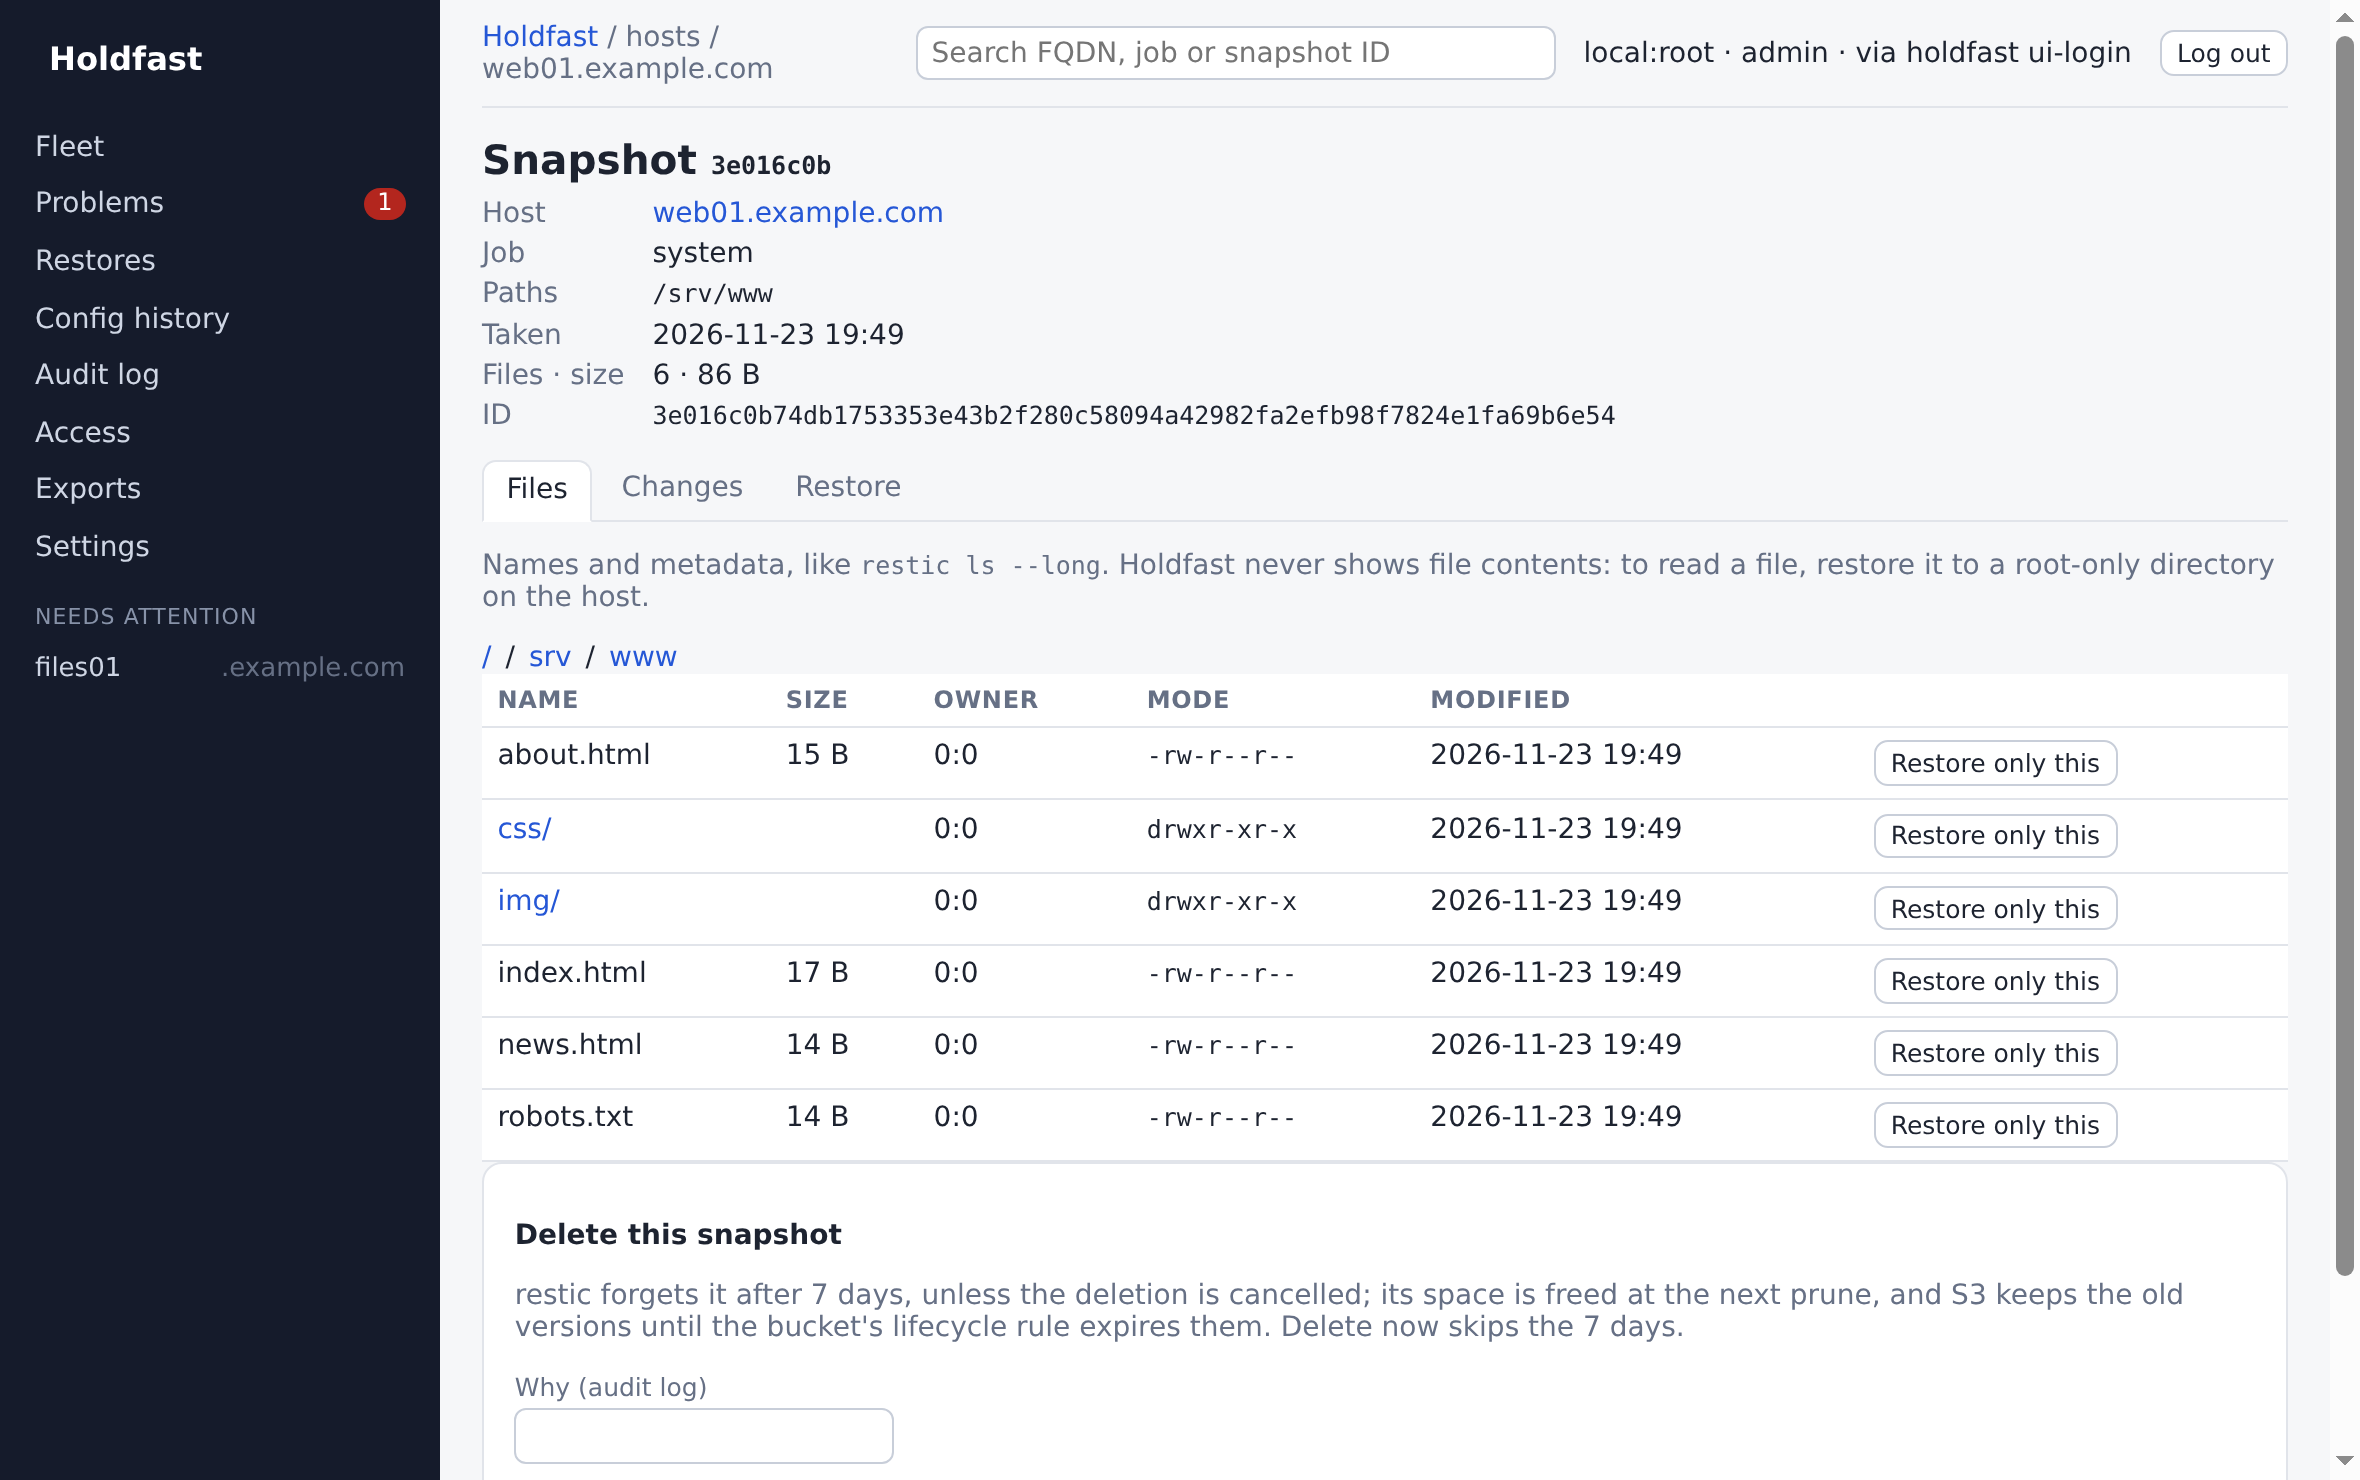 Holdfast
Fleet
Problems 1
Restores
Config history
Audit log
Access
Exports
Settings
NEEDS ATTENTION
files01 .example.com
Holdfast / hosts /
web01.example.com
Search FQDN, job or snapshot ID
local:root · admin · via holdfast ui-login
Log out
Snapshot 3e016c0b
Host web01.example.com
Job system
Paths /srv/www
Taken 2026-11-23 19:49
Files · size 6 · 86 B
ID 3e016c0b74db1753353e43b2f280c58094a42982fa2efb98f7824e1fa69b6e54
Files Changes Restore
Names and metadata, like restic ls --long. Holdfast never shows file contents: to read a file, restore it to a root-only directory
on the host.
/ / srv / www
NAME SIZE OWNER MODE MODIFIED
about.html 15 B 0:0 -rw-r--r-- 2026-11-23 19:49 Restore only this
css/ 0:0 drwxr-xr-x 2026-11-23 19:49 Restore only this
img/ 0:0 drwxr-xr-x 2026-11-23 19:49 Restore only this
index.html 17 B 0:0 -rw-r--r-- 2026-11-23 19:49 Restore only this
news.html 14 B 0:0 -rw-r--r-- 2026-11-23 19:49 Restore only this
robots.txt 14 B 0:0 -rw-r--r-- 2026-11-23 19:49 Restore only this
Delete this snapshot
restic forgets it after 7 days, unless the deletion is cancelled; its space is freed at the next prune, and S3 keeps the old
versions until the bucket's lifecycle rule expires them. Delete now skips the 7 days.
Why (audit log)